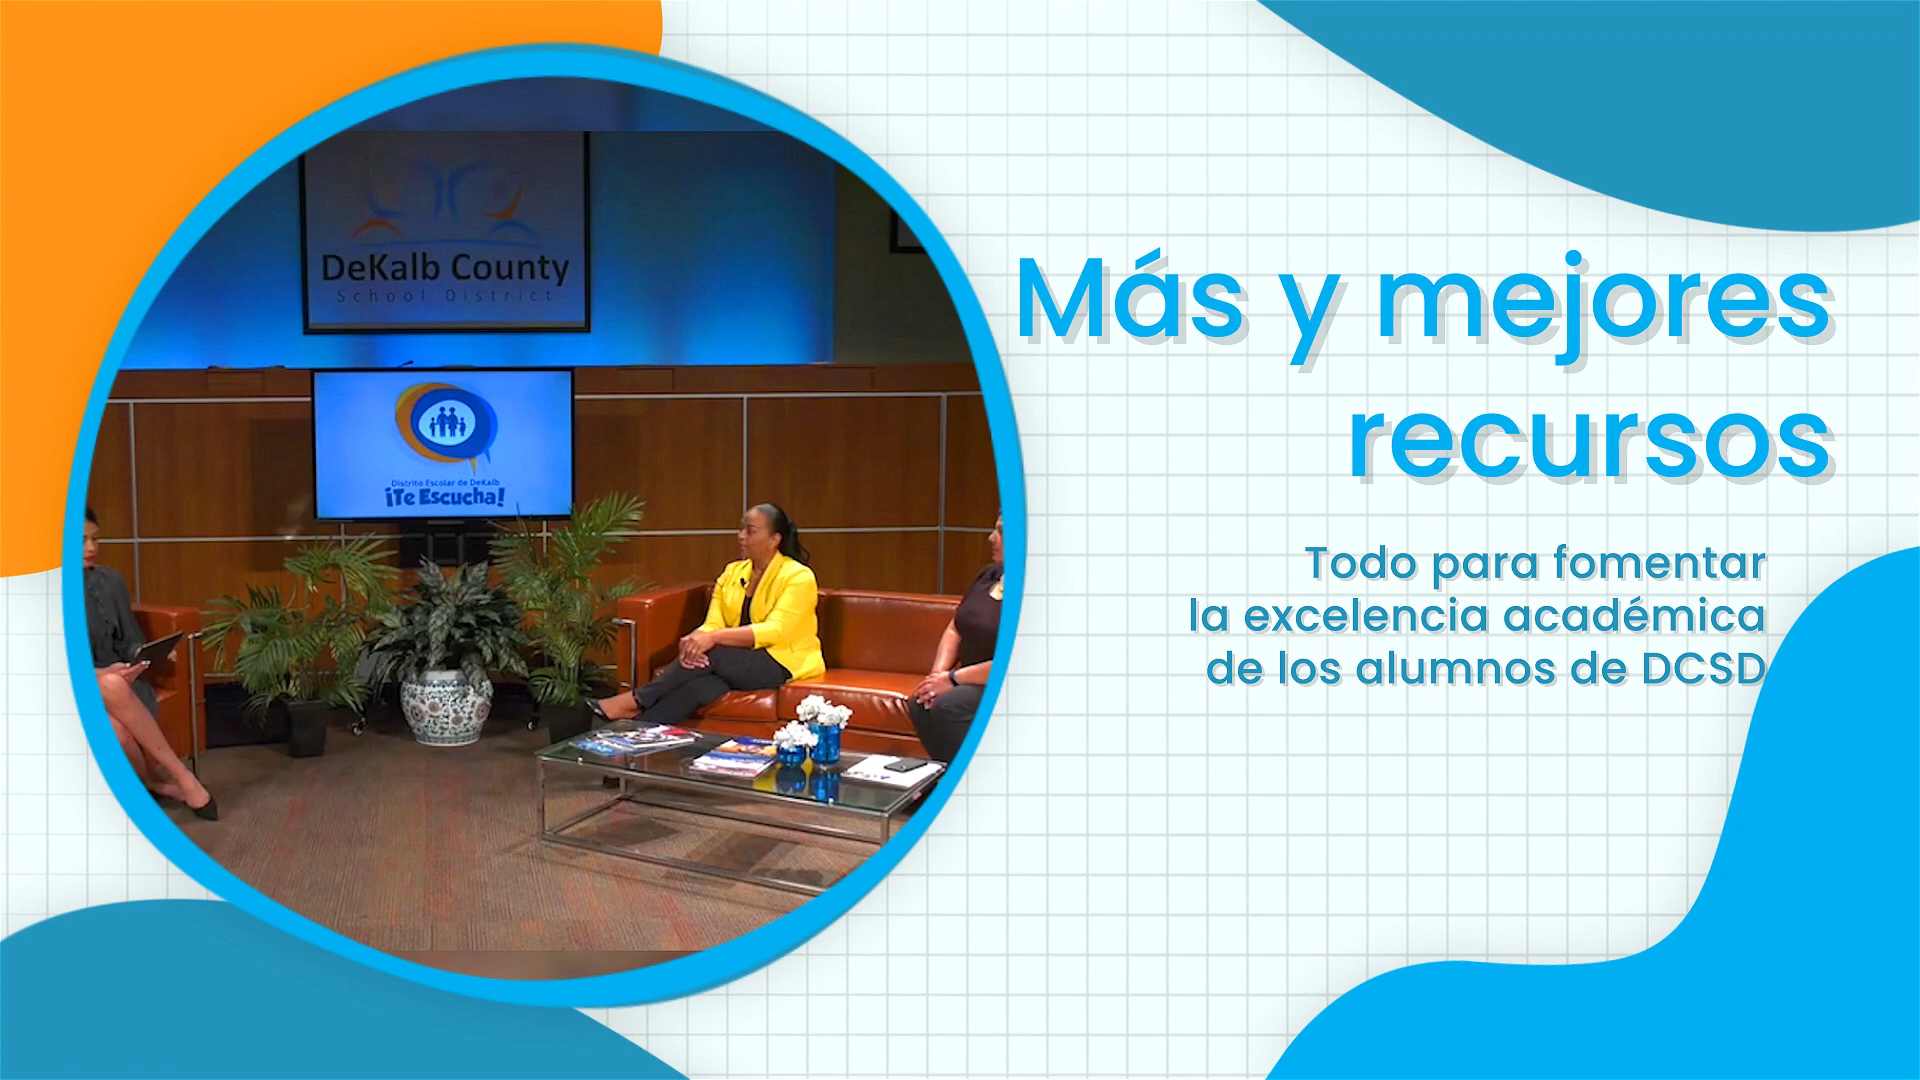 DeKalb County
School District
Distrito Escolar de DeKalb
¡Te Escucha!
Más y mejores
recursos
Todo para fomentar
la excelencia académica
de los alumnos de DCSD